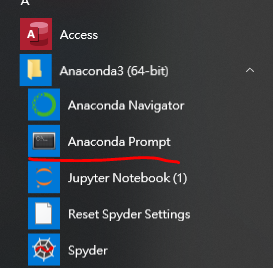 A
Access
Anaconda3 (64-bit)
Anaconda Navigator
Anaconda Prompt
Jupyter Notebook (1)
Reset Spyder Settings
Spyder